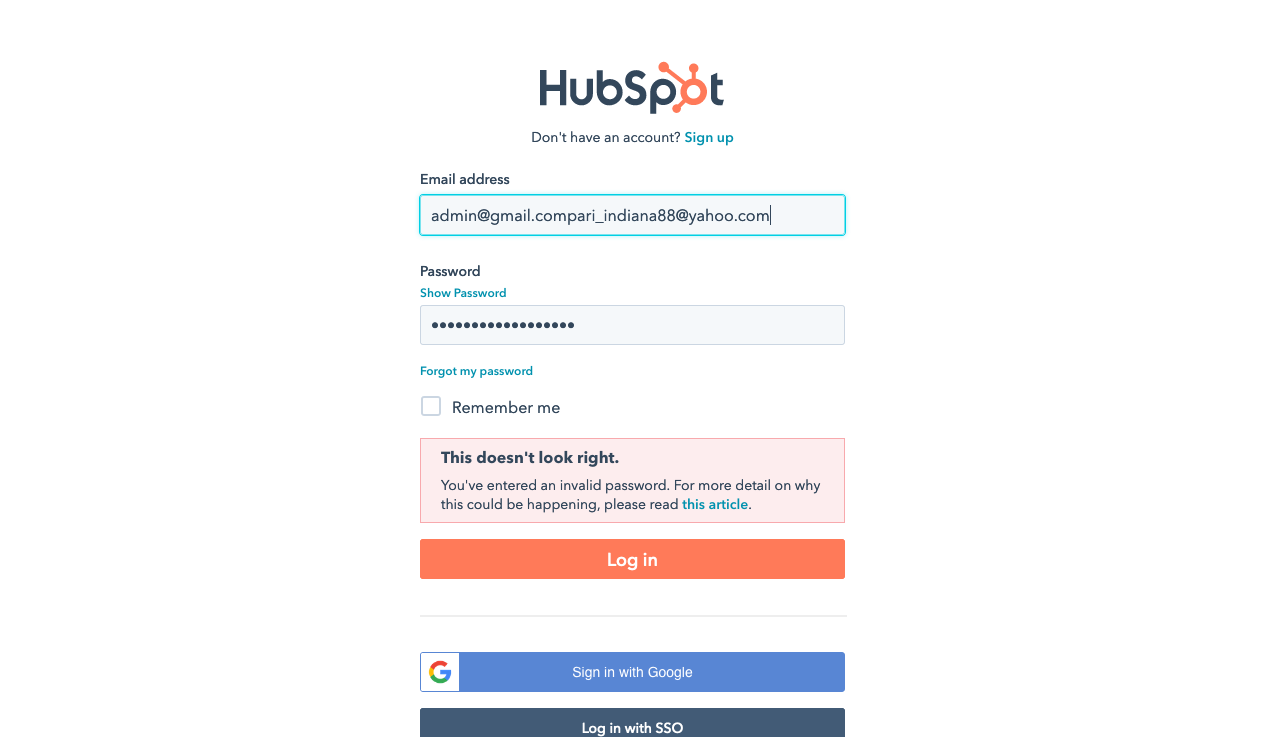 HubSpot
Don't have an account? Sign up
Email address
admin@gmail.compari_indiana88@yahoo.com
Password
Show Password
••••••••••••••••••
Forgot my password
Remember me
This doesn't look right.
You've entered an invalid password. For more detail on why
this could be happening, please read this article.
Log in
Sign in with Google
Log in with SSO